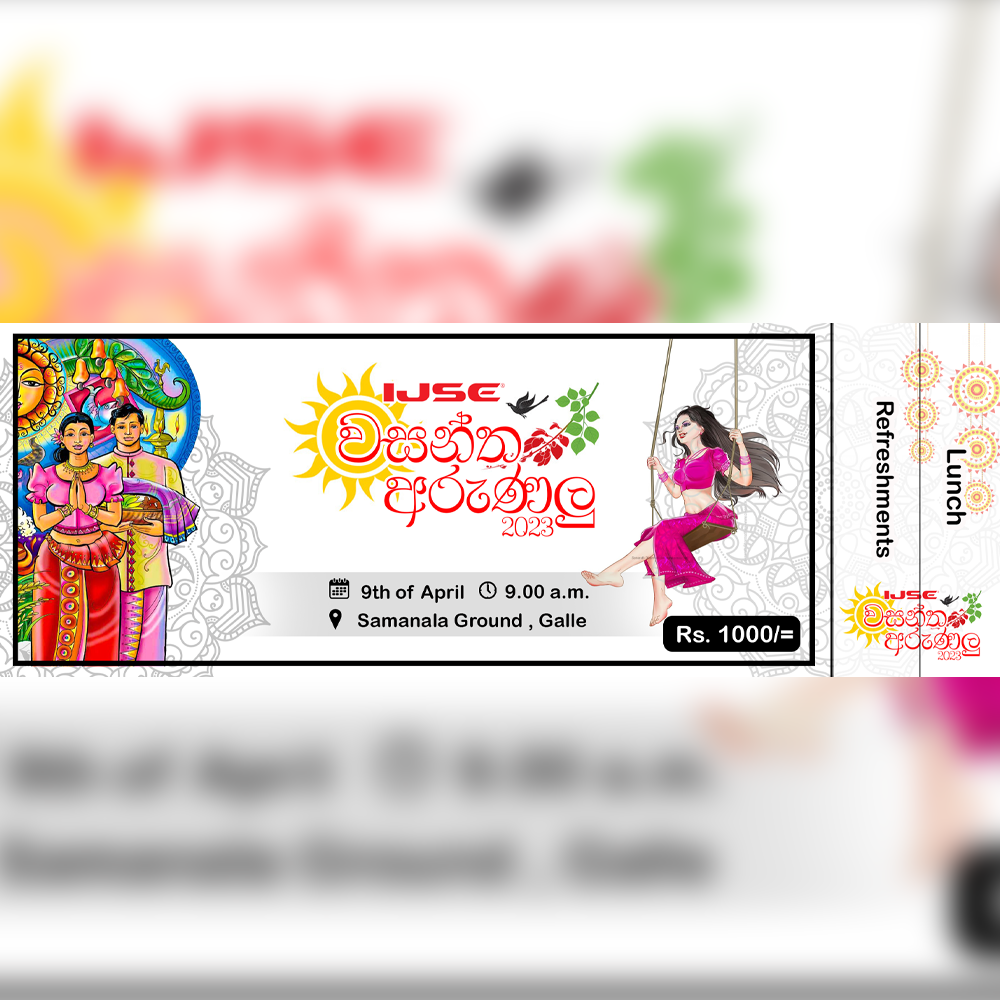 IJSE
වසන්ත
අරුණලු
2023
9th of April 9.00 a.m.
Samanala Ground , Galle
Rs. 1000/=
Refreshments
Lunch
IJSE
වසන්ත
අරුණලු
2023